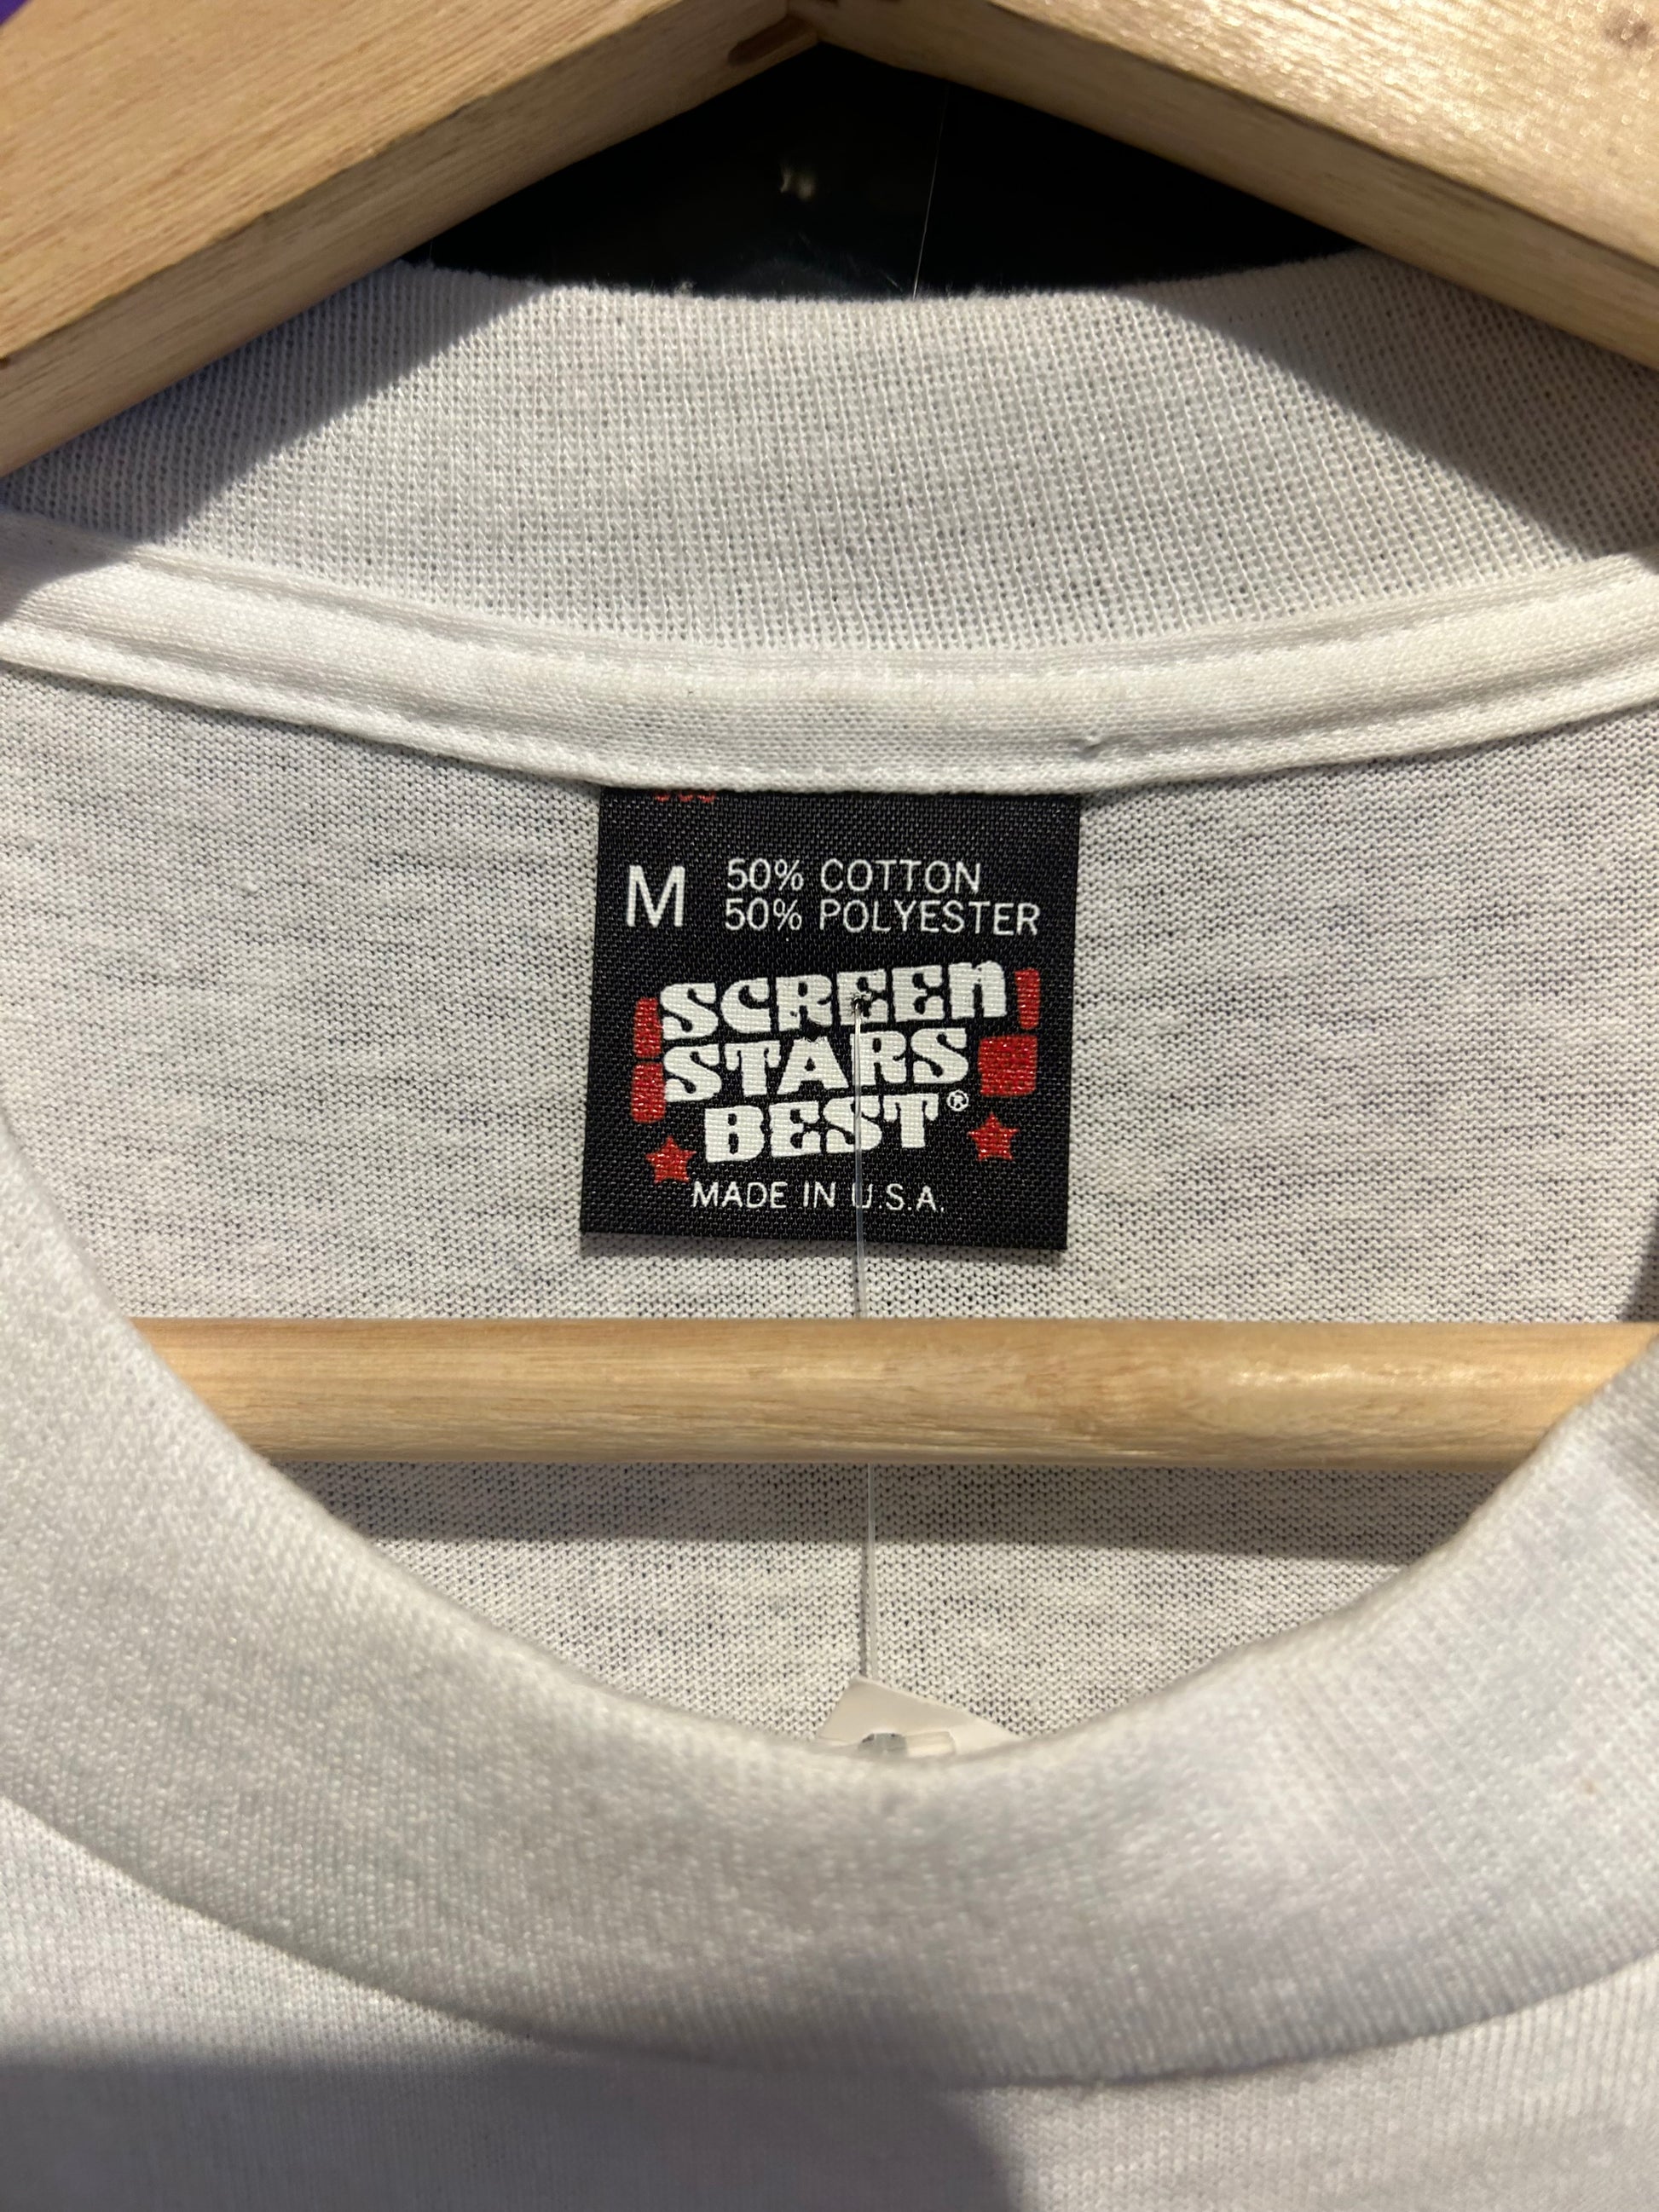 M 50% COTTON
50% POLYESTER
SCREEN
STARS
BEST®
MADE IN U.S.A.